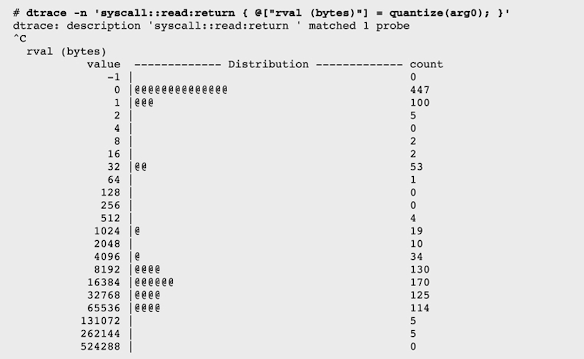 # dtrace -n 'syscall::read:return { @["rval (bytes)"] = quantize(arg0); }'
dtrace: description 'syscall::read:return ' matched 1 probe
^C
rval (bytes)
value ------------- Distribution ------------- count
-1 | 0
0 |@@@@@@@@@@@@@@ 447
1 |@@@ 100
2 | 5
4 | 0
8 | 2
16 | 2
32 |@@ 53
64 | 1
128 | 0
256 | 0
512 | 4
1024 |@ 19
2048 | 10
4096 |@ 34
8192 |@@@@ 130
16384 |@@@@@@ 170
32768 |@@@@ 125
65536 |@@@@ 114
131072 | 5
262144 | 5
524288 | 0